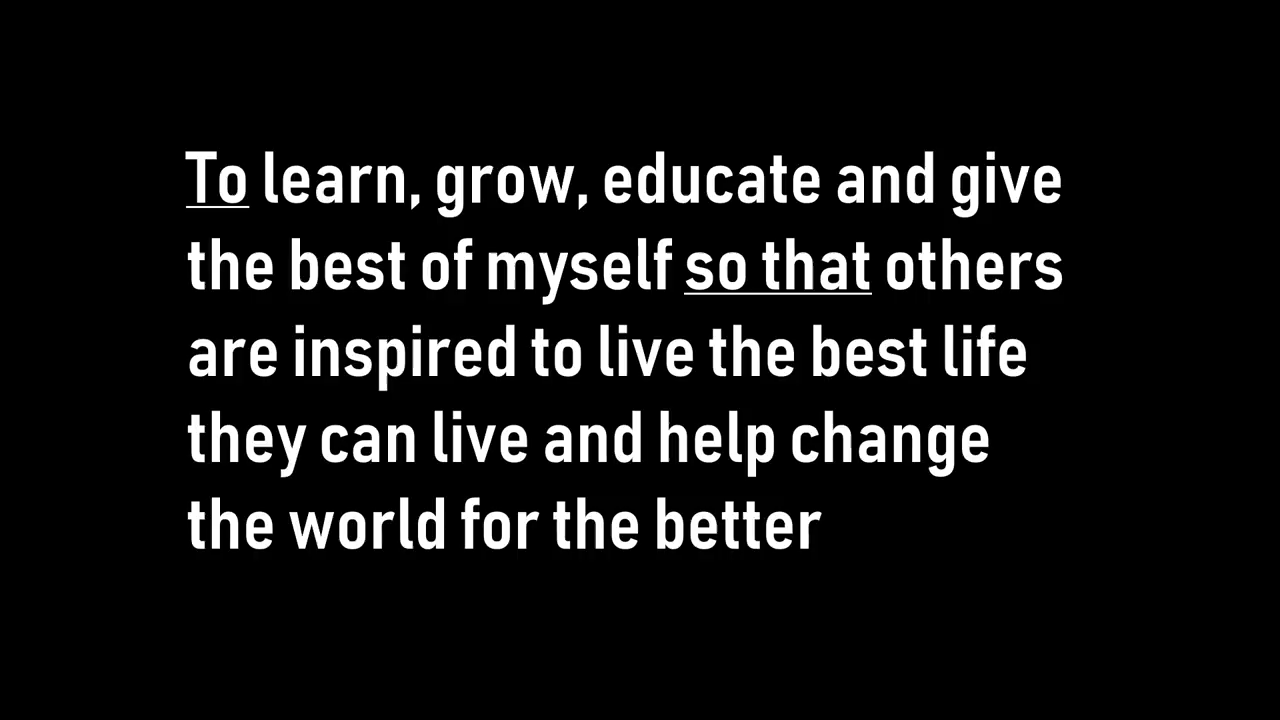 To learn, grow, educate and give
the best of myself so that others
are inspired to live the best life
they can live and help change
the world for the better